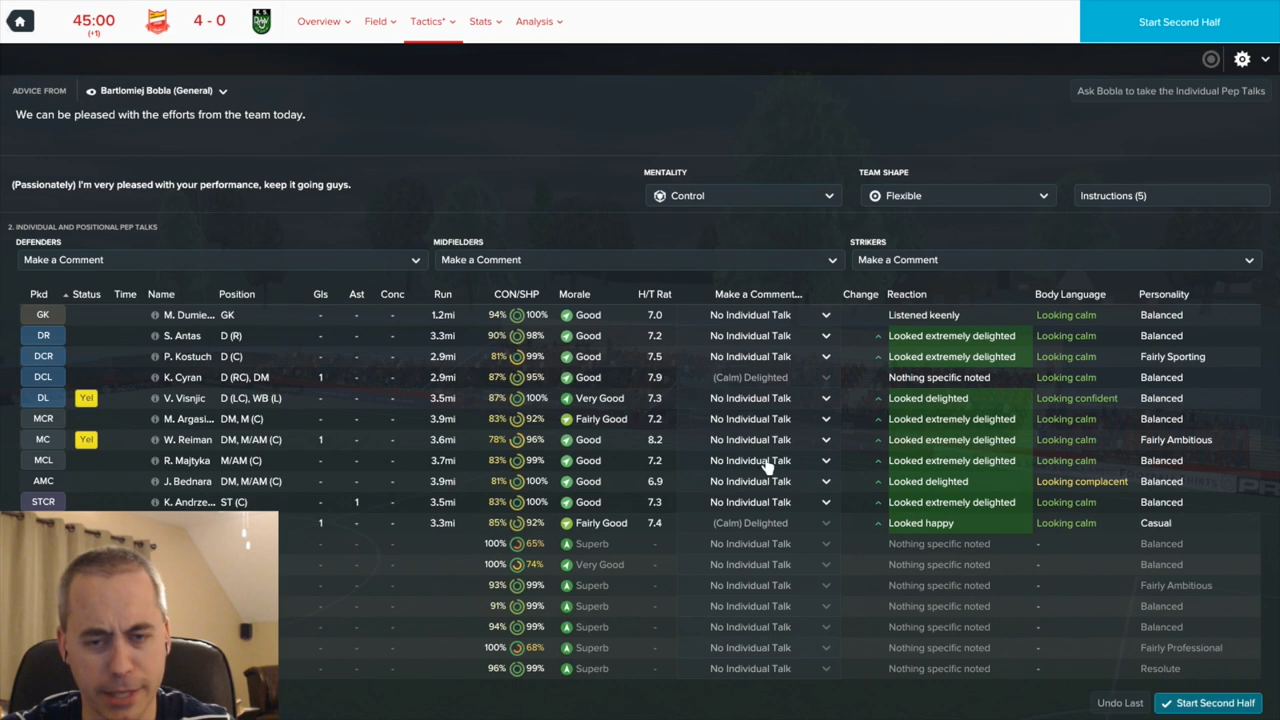 45:00 4 - 0 Overview Field Tactics* Stats Analysis Start Second Half
(+1)
ADVICE FROM Bartlomiej Bobla (General) Ask Bobla to take the Individual Pep Talks
We can be pleased with the efforts from the team today.
MENTALITY TEAM SHAPE
(Passionately) I'm very pleased with your performance, keep it going guys. Control Flexible Instructions (5)
2. INDIVIDUAL AND POSITIONAL PEP TALKS
DEFENDERS MIDFIELDERS STRIKERS
Make a Comment Make a Comment Make a Comment
Pkd Status Time Name Position Gls Ast Conc Run CON/SHP Morale H/T Rat Make a Comment... Change Reaction Body Language Personality
GK M. Dumie... GK - - - 1.2mi 94% 100% Good 7.0 No Individual Talk Listened keenly Looking calm Balanced
DR S. Antas D (R) - - - 3.3mi 90% 98% Good 7.2 No Individual Talk Looked extremely delighted Looking calm Balanced
DCR P. Kostuch D (C) - - - 2.9mi 81% 99% Good 7.5 No Individual Talk Looked extremely delighted Looking calm Fairly Sporting
DCL K. Cyran D (RC), DM 1 - - 2.9mi 87% 95% Good 7.9 (Calm) Delighted Nothing specific noted Looking calm Balanced
DL Yel V. Visnjic D (LC), WB (L) - - - 3.5mi 87% 100% Very Good 7.3 No Individual Talk Looked delighted Looking confident Balanced
MCR M. Argasi... DM, M (C) - - - 3.9mi 83% 92% Fairly Good 7.2 No Individual Talk Looked extremely delighted Looking calm Balanced
MC Yel W. Reiman DM, M/AM (C) 1 - - 3.6mi 78% 96% Good 8.2 No Individual Talk Looked extremely delighted Looking calm Fairly Ambitious
MCL R. Majtyka M/AM (C) - - - 3.7mi 83% 99% Good 7.2 No Individual Talk Looked extremely delighted Looking calm Balanced
AMC J. Bednara DM, M/AM (C) - - - 3.9mi 81% 100% Good 6.9 No Individual Talk Looked delighted Looking complacent Balanced
STCR K. Andrze... ST (C) - 1 - 3.5mi 83% 100% Good 7.3 No Individual Talk Looked extremely delighted Looking calm Balanced
1 - - 3.3mi 85% 92% Fairly Good 7.4 (Calm) Delighted Looked happy Looking calm Casual
- - - 100% 65% Superb - No Individual Talk Nothing specific noted - Balanced
- - - 100% 74% Very Good - No Individual Talk Nothing specific noted - Balanced
- - - 93% 99% Superb - No Individual Talk Nothing specific noted - Fairly Ambitious
- - - 91% 99% Superb - No Individual Talk Nothing specific noted - Balanced
- - - 94% 99% Superb - No Individual Talk Nothing specific noted - Balanced
- - - 100% 68% Superb - No Individual Talk Nothing specific noted - Fairly Professional
- - - 96% 99% Superb - No Individual Talk Nothing specific noted - Resolute
Undo Last Start Second Half